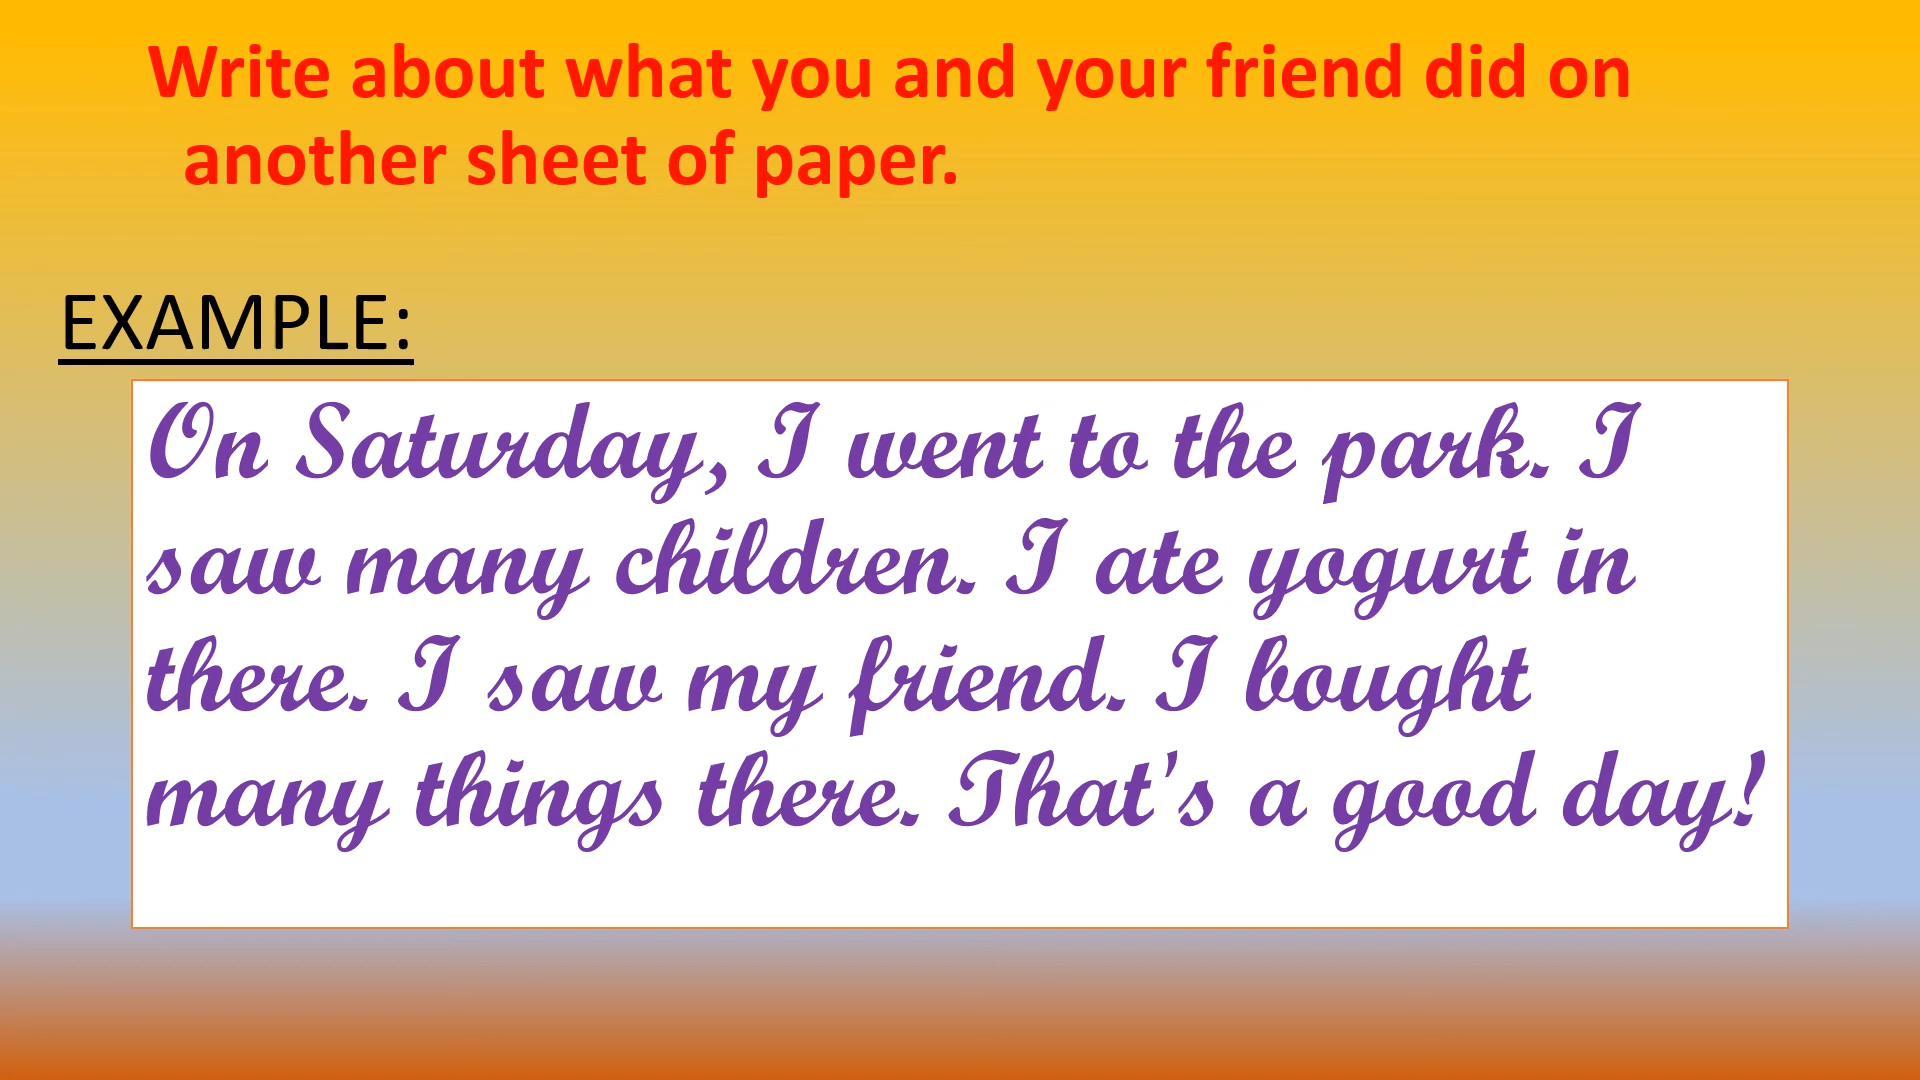 Write about what you and your friend did on
another sheet of paper.
EXAMPLE:
On Saturday, I went to the park. I
saw many children. I ate yogurt in
there. I saw my friend. I bought
many things there. That's a good day!